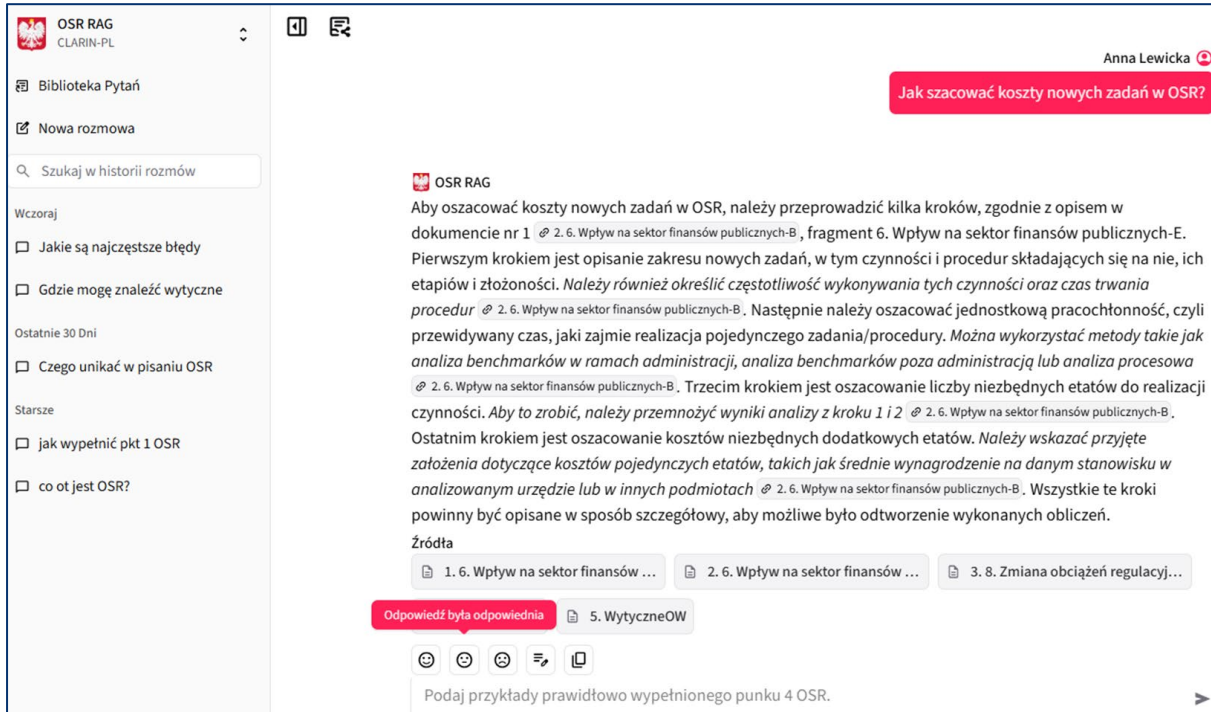 OSR RAG
CLARIN-PL
Biblioteka Pytań
Nowa rozmowa
Szukaj w historii rozmów
Wczoraj
Jakie są najczęstsze błędy
Gdzie mogę znaleźć wytyczne
Ostatnie 30 Dni
Czego unikać w pisaniu OSR
Starsze
jak wypełnić pkt 1 OSR
co ot jest OSR?
Anna Lewicka
Jak szacować koszty nowych zadań w OSR?
OSR RAG
Aby oszacować koszty nowych zadań w OSR, należy przeprowadzić kilka kroków, zgodnie z opisem w
dokumencie nr 1 2. 6. Wpływ na sektor finansów publicznych-B, fragment 6. Wpływ na sektor finansów publicznych-E.
Pierwszym krokiem jest opisanie zakresu nowych zadań, w tym czynności i procedur składających się na nie, ich
etapów i złożoności. Należy również określić częstotliwość wykonywania tych czynności oraz czas trwania
procedur 2. 6. Wpływ na sektor finansów publicznych-B. Następnie należy oszacować jednostkową pracochłonność, czyli
przewidywany czas, jaki zajmie realizacja pojedynczego zadania/procedury. Można wykorzystać metody takie jak
analiza benchmarków w ramach administracji, analiza benchmarków poza administracją lub analiza procesowa
2. 6. Wpływ na sektor finansów publicznych-B. Trzecim krokiem jest oszacowanie liczby niezbędnych etatów do realizacji
czynności. Aby to zrobić, należy przemnożyć wyniki analizy z kroku 1 i 2 2. 6. Wpływ na sektor finansów publicznych-B.
Ostatnim krokiem jest oszacowanie kosztów niezbędnych dodatkowych etatów. Należy wskazać przyjęte
założenia dotyczące kosztów pojedynczych etatów, takich jak średnie wynagrodzenie na danym stanowisku w
analizowanym urzędzie lub w innych podmiotach 2. 6. Wpływ na sektor finansów publicznych-B. Wszystkie te kroki
powinny być opisane w sposób szczegółowy, aby możliwe było odtworzenie wykonanych obliczeń.
Źródła
1. 6. Wpływ na sektor finansów ...
2. 6. Wpływ na sektor finansów ...
3. 8. Zmiana obciążeń regulacyj...
Odpowiedź była odpowiednia
5. WytyczneOW
Podaj przykłady prawidłowo wypełnionego punku 4 OSR.